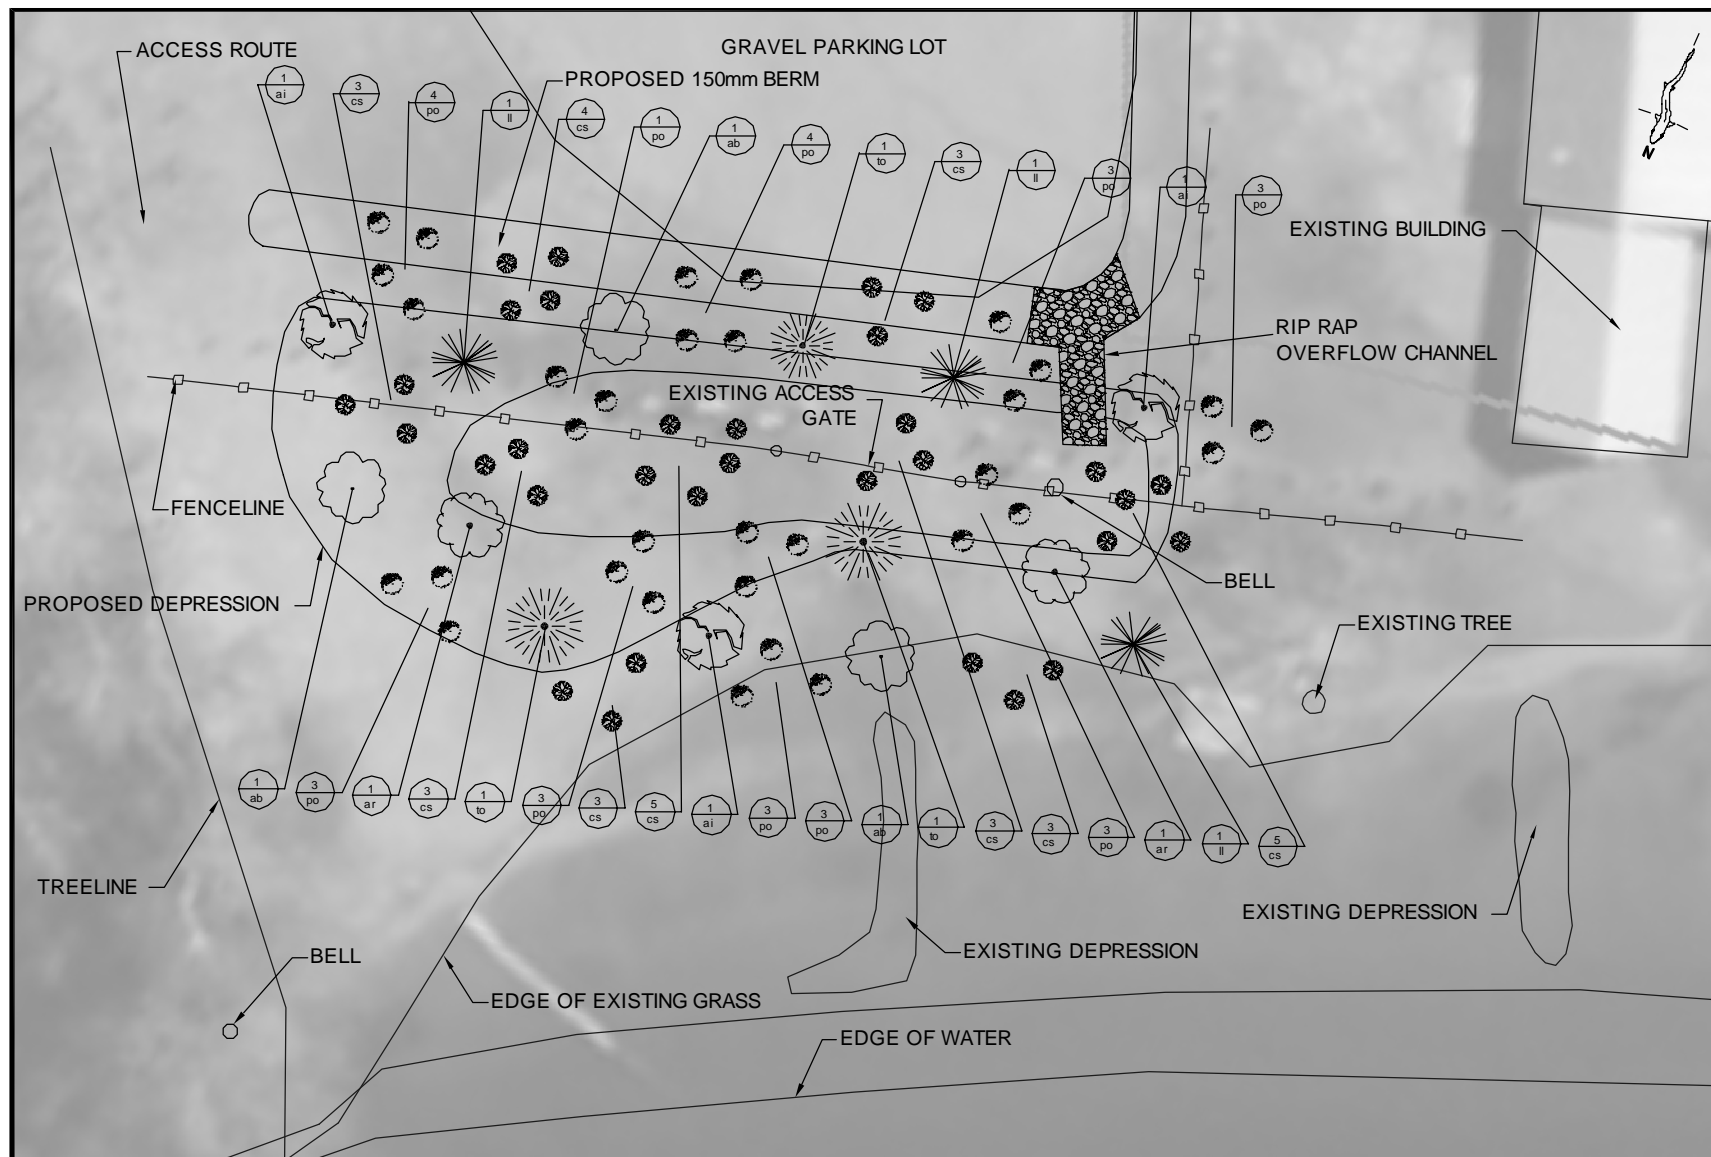 ACCESS ROUTE
GRAVEL PARKING LOT
PROPOSED 150mm BERM
1
ai
3
cs
4
po
1
ll
4
cs
1
po
1
ab
4
po
1
to
3
cs
1
ll
3
po
1
ai
3
po
N
EXISTING BUILDING
RIP RAP
OVERFLOW CHANNEL
EXISTING ACCESS
GATE
FENCELINE
PROPOSED DEPRESSION
BELL
EXISTING TREE
1
ab
3
po
1
ar
3
cs
1
to
3
po
3
cs
5
cs
1
ai
3
po
3
po
1
ab
1
to
3
cs
3
cs
3
po
1
ar
1
ll
5
cs
TREELINE
EXISTING DEPRESSION
BELL
EXISTING DEPRESSION
EDGE OF EXISTING GRASS
EDGE OF WATER